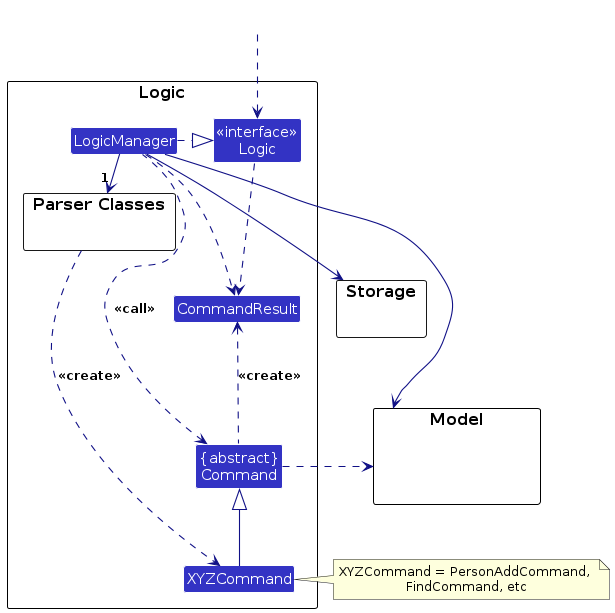 Logic
LogicManager
«interface»
Logic
1
Parser Classes
Storage
«call»
CommandResult
«create»
«create»
Model
{abstract}
Command
XYZCommand
XYZCommand = PersonAddCommand,
FindCommand, etc